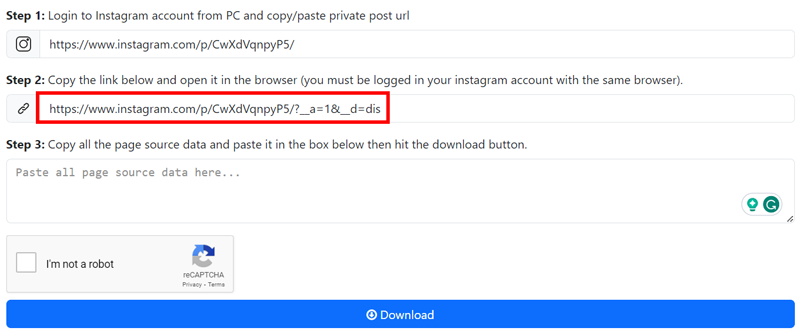 Step 1: Login to Instagram account from PC and copy/paste private post url
https://www.instagram.com/p/CwXdVqnpyP5/
Step 2: Copy the link below and open it in the browser (you must be logged in your instagram account with the same browser).
https://www.instagram.com/p/CwXdVqnpyP5/?__a=1&__d=dis
Step 3: Copy all the page source data and paste it in the box below then hit the download button.
Paste all page source data here...
I'm not a robot
reCAPTCHA
Privacy - Terms
Download